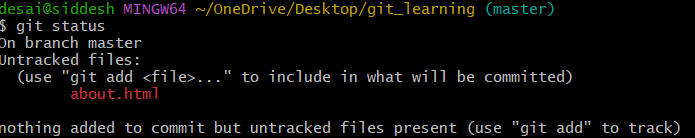 desai@siddesh MINGW64 ~/OneDrive/Desktop/git_learning (master)
$ git status
On branch master
Untracked files:
  (use "git add <file>..." to include in what will be committed)
        about.html

nothing added to commit but untracked files present (use "git add" to track)